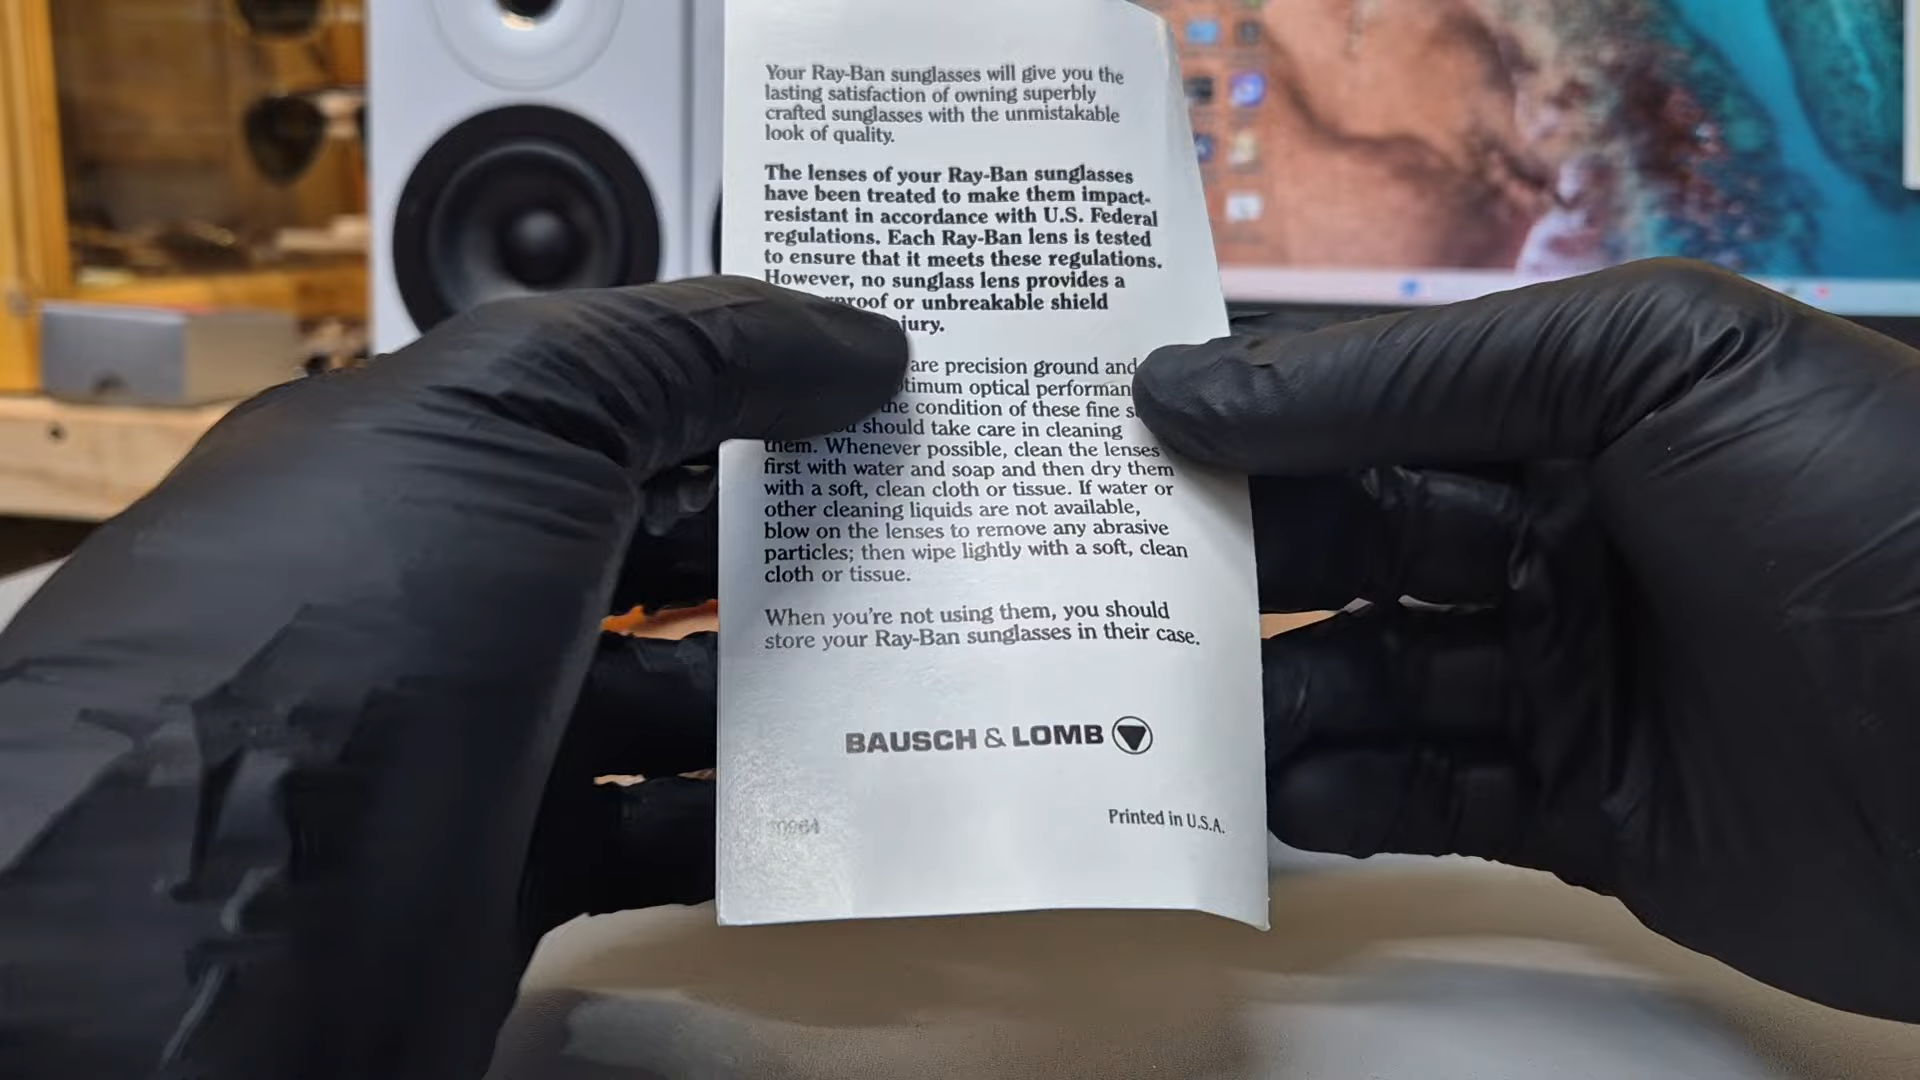 Your Ray-Ban sunglasses will give you the
lasting satisfaction of owning superbly
crafted sunglasses with the unmistakable
look of quality.
The lenses of your Ray-Ban sunglasses
have been treated to make them impact-
resistant in accordance with U.S. Federal
regulations. Each Ray-Ban lens is tested
to ensure that it meets these regulations.
However, no sunglass lens provides a
or unbreakable shield
are precision ground and
optical
condition of these fine
should take care in cleaning
them. Whenever possible, clean the lenses
first with water and soap and then dry them
with a soft, clean cloth or tissue. If water or
other cleaning liquids are not available,
blow on the lenses to remove any abrasive
particles; then wipe lightly with a soft, clean
cloth or tissue.
When you're not using them, you should
store your Ray-Ban sunglasses in their case.
BAUSCH & LOMB
Printed in U.S.A.